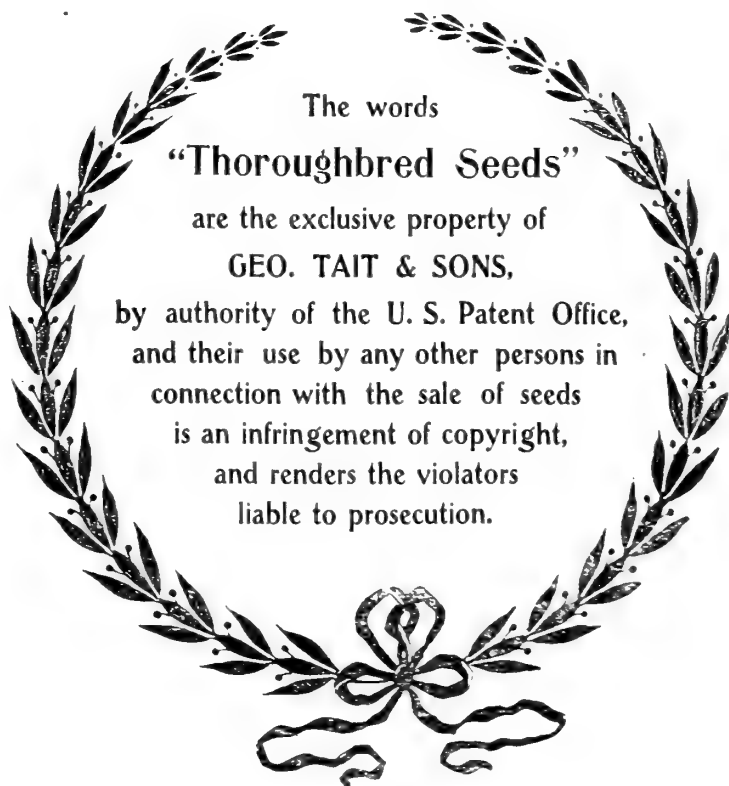 The words
“Thoroughbred Seeds”
are the exclusive property of
GEO. TAIT & SONS,
by authority of the U. S. Patent Office,
and their use by any other persons in
connection with the sale of seeds
is an infringement of copyright,
and renders the violators
liable to prosecution.